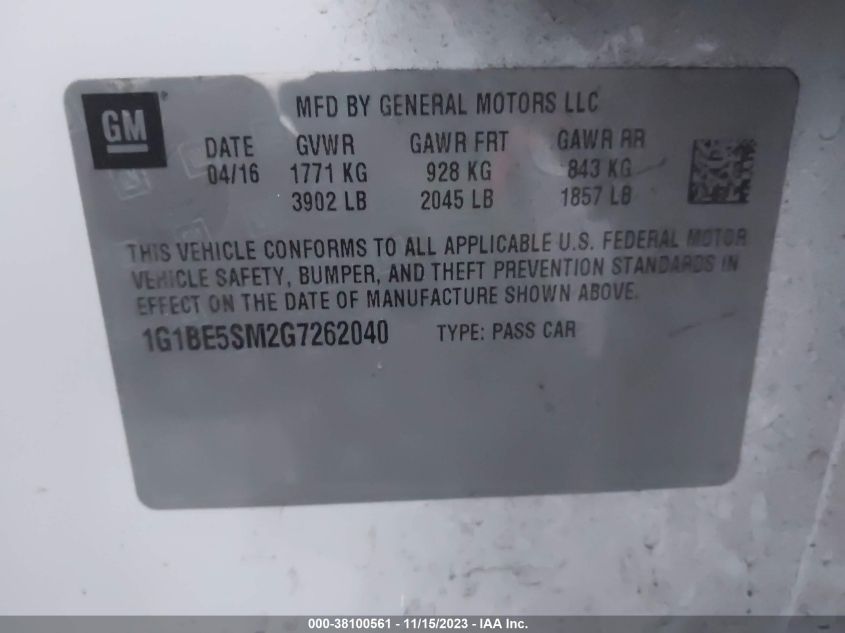 GM®
MFD BY GENERAL MOTORS LLC
DATE GVWR GAWR FRT GAWR RR
04/16 1771 KG 928 KG 843 KG
3902 LB 2045 LB 1857 LB
THIS VEHICLE CONFORMS TO ALL APPLICABLE U.S. FEDERAL MOTOR
VEHICLE SAFETY, BUMPER, AND THEFT PREVENTION STANDARDS IN
EFFECT ON THE DATE OF MANUFACTURE SHOWN ABOVE.
1G1BE5SM2G7262040 TYPE: PASS CAR
000-38100561 - 11/15/2023 - IAA